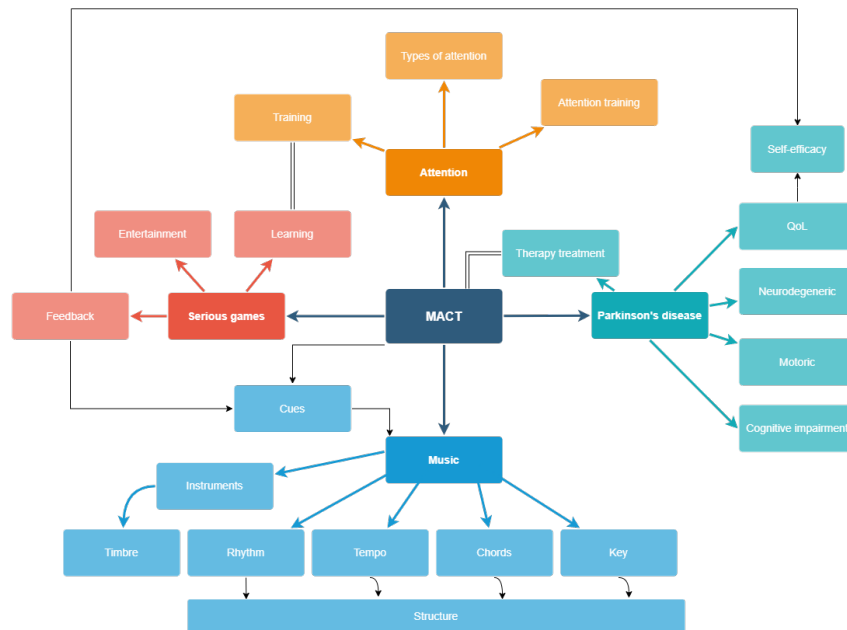 Types of attention
Attention training
Training
Self-efficacy
Attention
Entertainment
Learning
QoL
Therapy treatment
Neurodegeneric
Feedback
Serious games
MACT
Parkinson's disease
Motoric
Cues
Cognitive impairment
Music
Instruments
Timbre
Rhythm
Tempo
Chords
Key
Structure